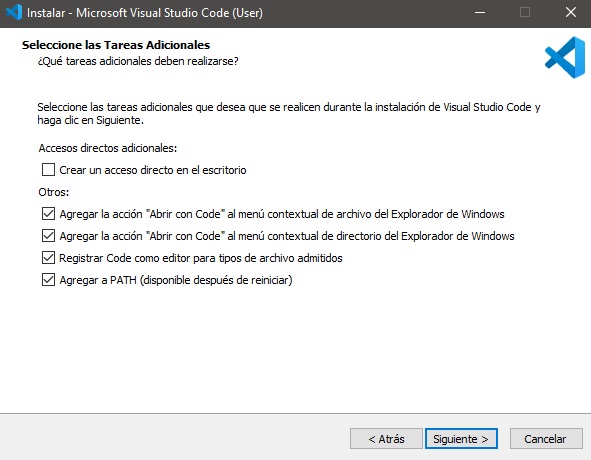 Instalar - Microsoft Visual Studio Code (User)
Seleccione las Tareas Adicionales
¿Qué tareas adicionales deben realizarse?
Seleccione las tareas adicionales que desea que se realicen durante la instalación de Visual Studio Code y
haga clic en Siguiente.
Accesos directos adicionales:
Crear un acceso directo en el escritorio
Otros:
Agregar la acción "Abrir con Code" al menú contextual de archivo del Explorador de Windows
Agregar la acción "Abrir con Code" al menú contextual de directorio del Explorador de Windows
Registrar Code como editor para tipos de archivo admitidos
Agregar a PATH (disponible después de reiniciar)
< Atrás Siguiente > Cancelar